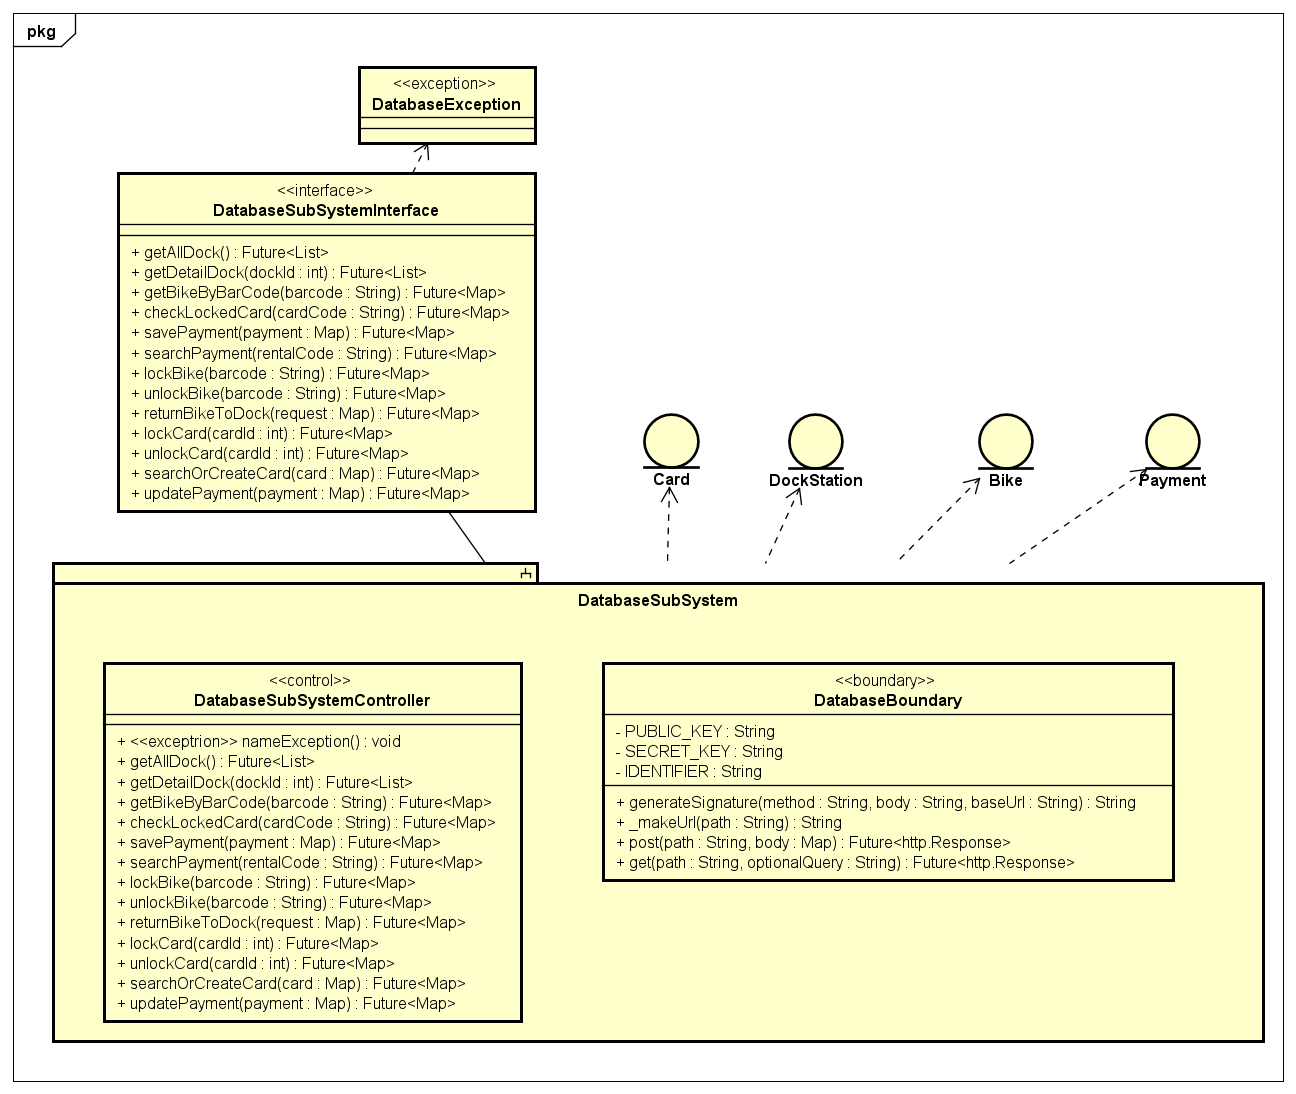 pkg
<<exception>>
DatabaseException
<<interface>>
DatabaseSubSystemInterface
+ getAllDock() : Future<List>
+ getDetailDock(dockId : int) : Future<List>
+ getBikeByBarCode(barcode : String) : Future<Map>
+ checkLockedCard(cardCode : String) : Future<Map>
+ savePayment(payment : Map) : Future<Map>
+ searchPayment(rentalCode : String) : Future<Map>
+ lockBike(barcode : String) : Future<Map>
+ unlockBike(barcode : String) : Future<Map>
+ returnBikeToDock(request : Map) : Future<Map>
+ lockCard(cardId : int) : Future<Map>
+ unlockCard(cardId : int) : Future<Map>
+ searchOrCreateCard(card : Map) : Future<Map>
+ updatePayment(payment : Map) : Future<Map>
Card
DockStation
Bike
Payment
DatabaseSubSystem
<<control>>
DatabaseSubSystemController
+ <<exceptrion>> nameException() : void
+ getAllDock() : Future<List>
+ getDetailDock(dockId : int) : Future<List>
+ getBikeByBarCode(barcode : String) : Future<Map>
+ checkLockedCard(cardCode : String) : Future<Map>
+ savePayment(payment : Map) : Future<Map>
+ searchPayment(rentalCode : String) : Future<Map>
+ lockBike(barcode : String) : Future<Map>
+ unlockBike(barcode : String) : Future<Map>
+ returnBikeToDock(request : Map) : Future<Map>
+ lockCard(cardId : int) : Future<Map>
+ unlockCard(cardId : int) : Future<Map>
+ searchOrCreateCard(card : Map) : Future<Map>
+ updatePayment(payment : Map) : Future<Map>
<<boundary>>
DatabaseBoundary
- PUBLIC_KEY : String
- SECRET_KEY : String
- IDENTIFIER : String
+ generateSignature(method : String, body : String, baseUrl : String) : String
+ _makeUrl(path : String) : String
+ post(path : String, body : Map) : Future<http.Response>
+ get(path : String, optionalQuery : String) : Future<http.Response>